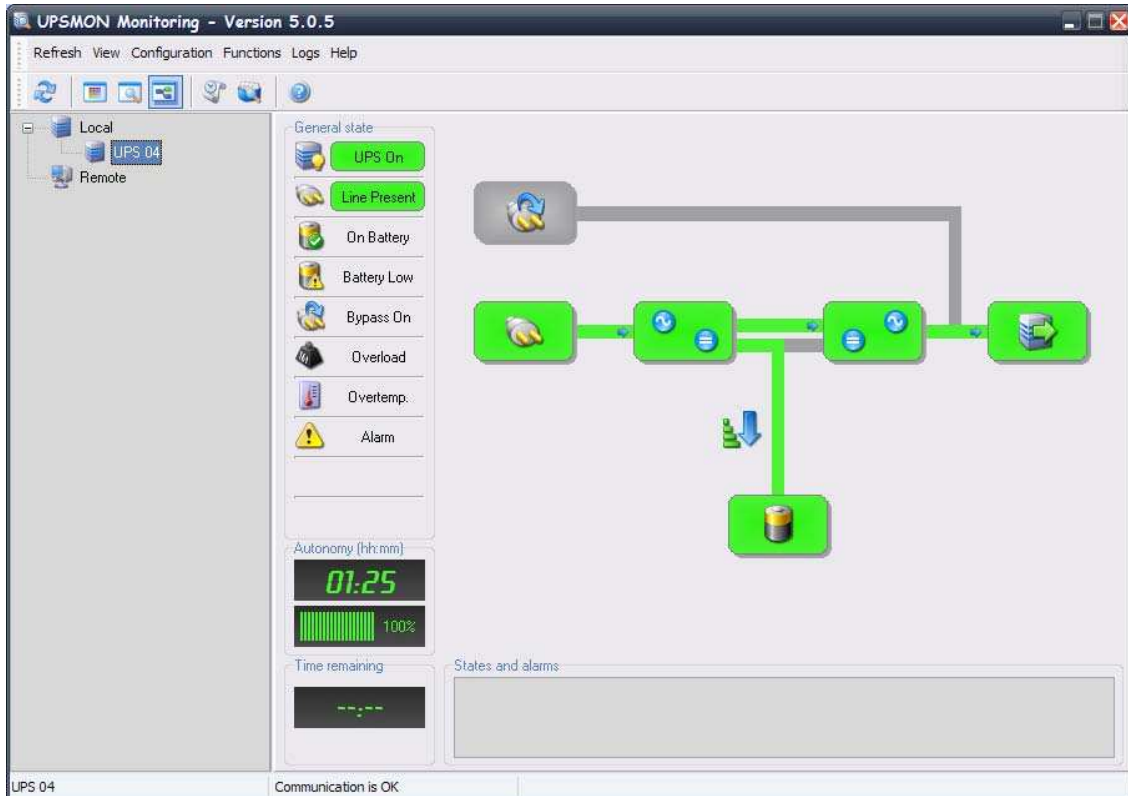 UPSMON Monitoring - Version 5.0.5
Refresh View Configuration Functions Logs Help
Local
UPS 04
Remote
General state
UPS On
Line Present
On Battery
Battery Low
Bypass On
Overload
Overtemp.
Alarm
Autonomy (hh:mm)
01:25
100%
Time remaining
--:--
States and alarms
UPS 04
Communication is OK